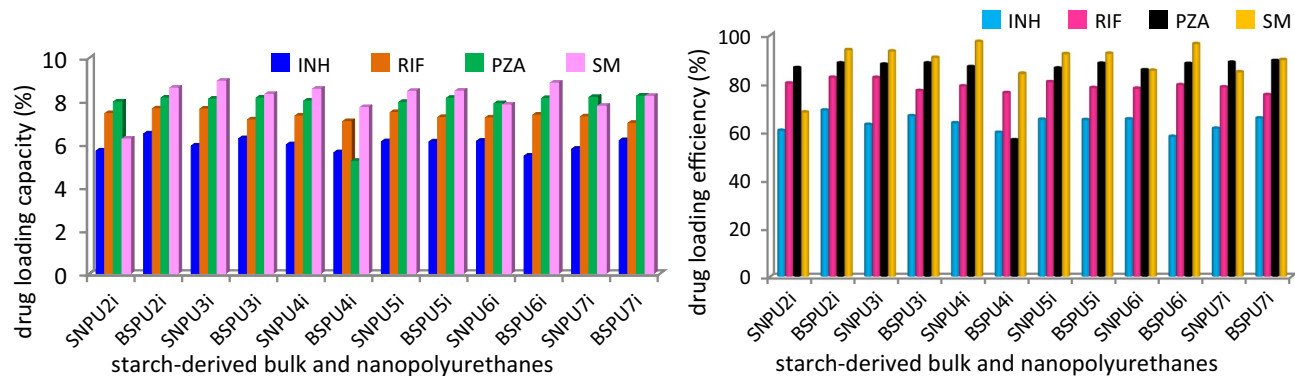 INH RIF PZA SM
drug loading capacity (%)
10
8
6
4
2
0
SNPU2i BSPU2i SNPU3i BSPU3i SNPU4i BSPU4i SNPU5i BSPU5i SNPU6i BSPU6i SNPU7i BSPU7i
starch-derived bulk and nanopolyurethanes
INH RIF PZA SM
drug loading efficiency (%)
100
80
60
40
20
0
SNPU2i BSPU2i SNPU3i BSPU3i SNPU4i BSPU4i SNPU5i BSPU5i SNPU6i BSPU6i SNPU7i BSPU7i
starch-derived bulk and nanopolyurethanes